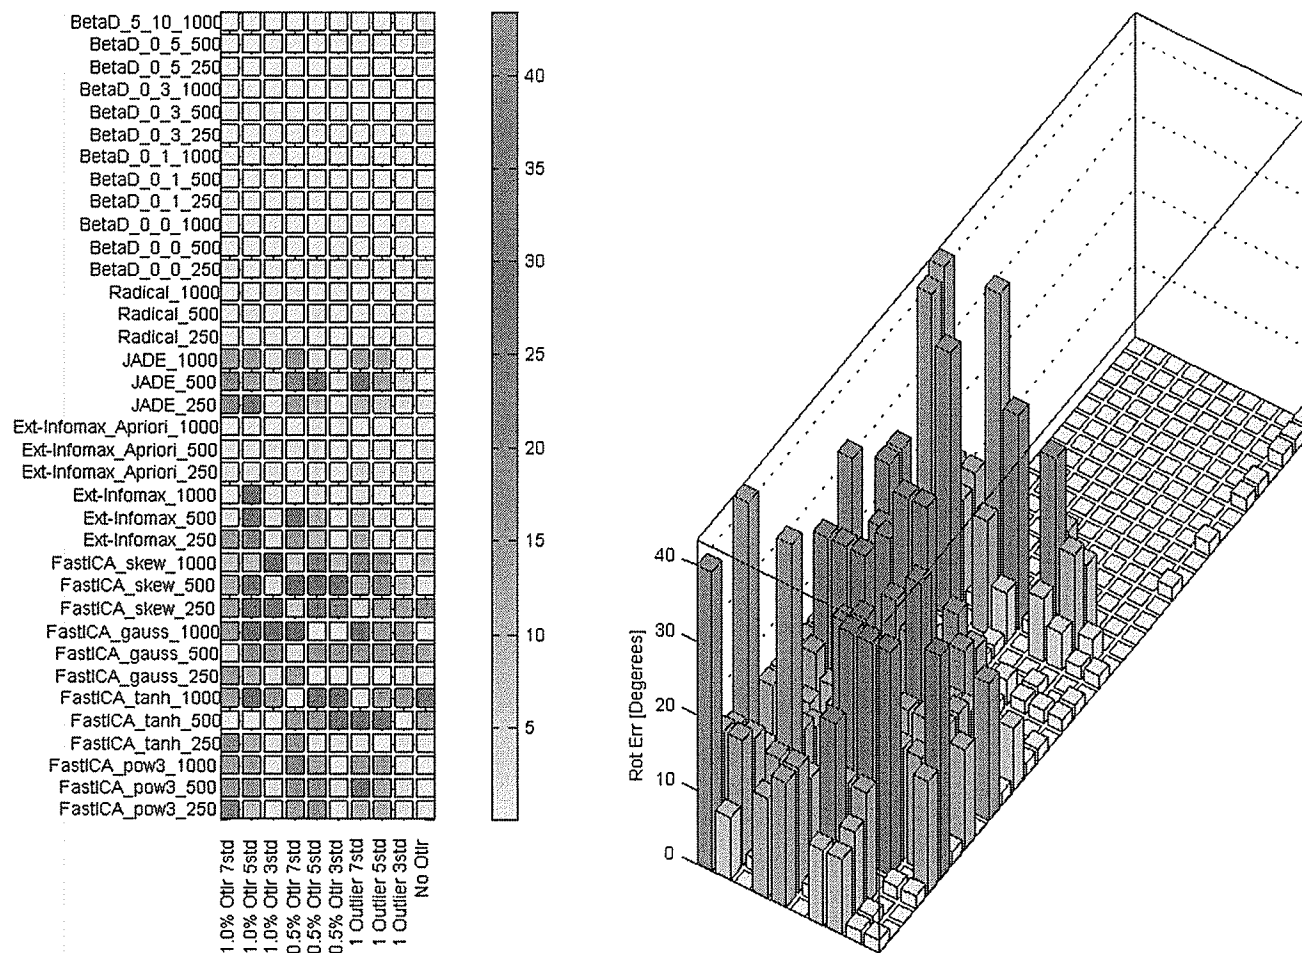 BetaD_5_10_1000
BetaD_0_5_500
BetaD_0_5_250
BetaD_0_3_1000
BetaD_0_3_500
BetaD_0_3_250
BetaD_0_1_1000
BetaD_0_1_500
BetaD_0_1_250
BetaD_0_0_1000
BetaD_0_0_500
BetaD_0_0_250
Radical_1000
Radical_500
Radical_250
JADE_1000
JADE_500
JADE_250
Ext-Infomax_Apriori_1000
Ext-Infomax_Apriori_500
Ext-Infomax_Apriori_250
Ext-Infomax_1000
Ext-Infomax_500
Ext-Infomax_250
FastICA_skew_1000
FastICA_skew_500
FastICA_skew_250
FastICA_gauss_1000
FastICA_gauss_500
FastICA_gauss_250
FastICA_tanh_1000
FastICA_tanh_500
FastICA_tanh_250
FastICA_pow3_1000
FastICA_pow3_500
FastICA_pow3_250
1.0% Otlr 7std
1.0% Otlr 5std
1.0% Otlr 3std
0.5% Otlr 7std
0.5% Otlr 5std
0.5% Otlr 3std
1 Outlier 7std
1 Outlier 5std
1 Outlier 3std
No Otlr
40
35
30
25
20
15
10
5
Rot Err [Degerees]
40
30
20
10
0